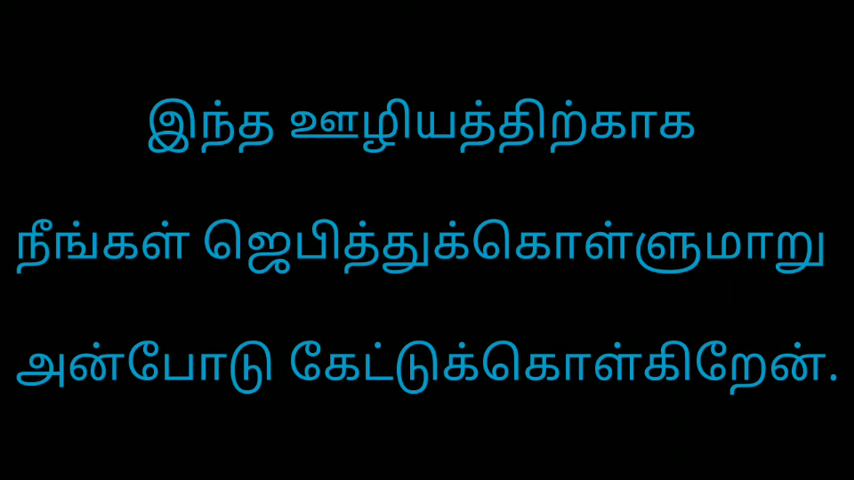 இந்த ஊழியத்திற்காக
நீங்கள் ஜெபித்துக்கொள்ளுமாறு
அன்போடு கேட்டுக்கொள்கிறேன்.